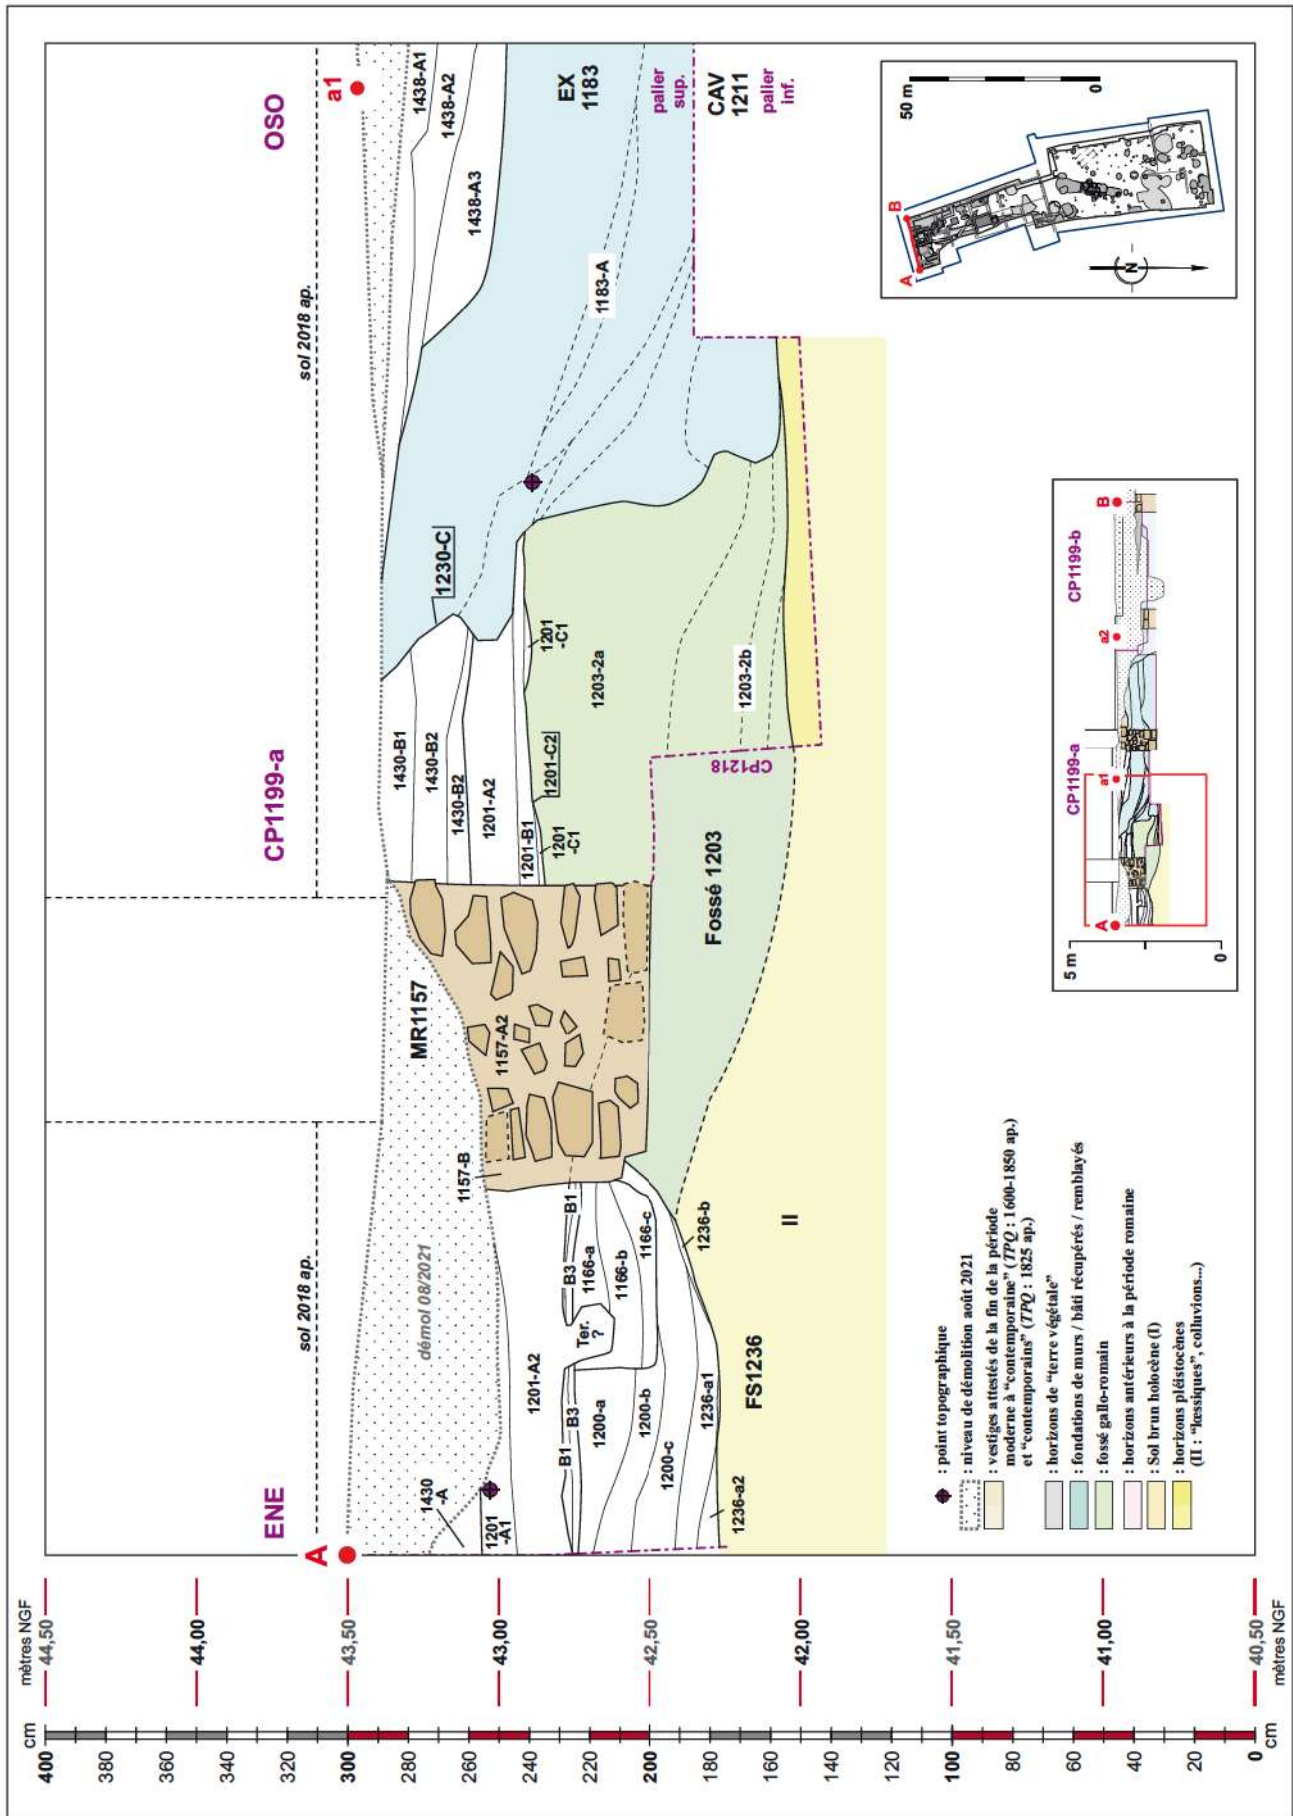 mètres NGF
cm
44,50
44,00
43,50
43,00
42,50
42,00
41,50
41,00
40,50
mètres NGF
cm
400
380
360
340
320
300
280
260
240
220
200
180
160
140
120
100
80
60
40
20
0
ENE
CP1199-a
OSO
A
a1
sol 2018 ap.
sol 2018 ap.
démol 08/2021
MR1157
1430
-A
1201
-A1
1201-A2
B1
B3
1200-a
1200-b
1200-c
1236-a1
1236-a2
Ter.
?
B3
B1
1166-a
1166-b
1166-c
1236-b
FS1236
II
1157-B
1157-A2
Fossé 1203
CP1218
1430-B1
1430-B2
1430-B2
1201-A2
1201-B1
1201
-C1
1201-C2
1201
-C1
1203-2a
1203-2b
1230-C
1438-A1
1438-A2
1438-A3
1183-A
EX
1183
palier
sup.
CAV
1211
palier
inf.
: point topographique
: niveau de démolition août 2021
: vestiges attestés de la fin de la période
moderne à “contemporaine” (TPQ : 1600-1850 ap.)
et “contemporains” (TPQ : 1825 ap.)
: horizons de “terre végétale”
: fondations de murs / bâti récupérés / remblayés
: fossé gallo-romain
: horizons antérieurs à la période romaine
: Sol brun holocène (I)
: horizons pléistocènes
(II : “lœssiques”, colluvions...)
5 m
0
A
CP1199-a
a1
a2
CP1199-b
B
A
B
N
50 m
0